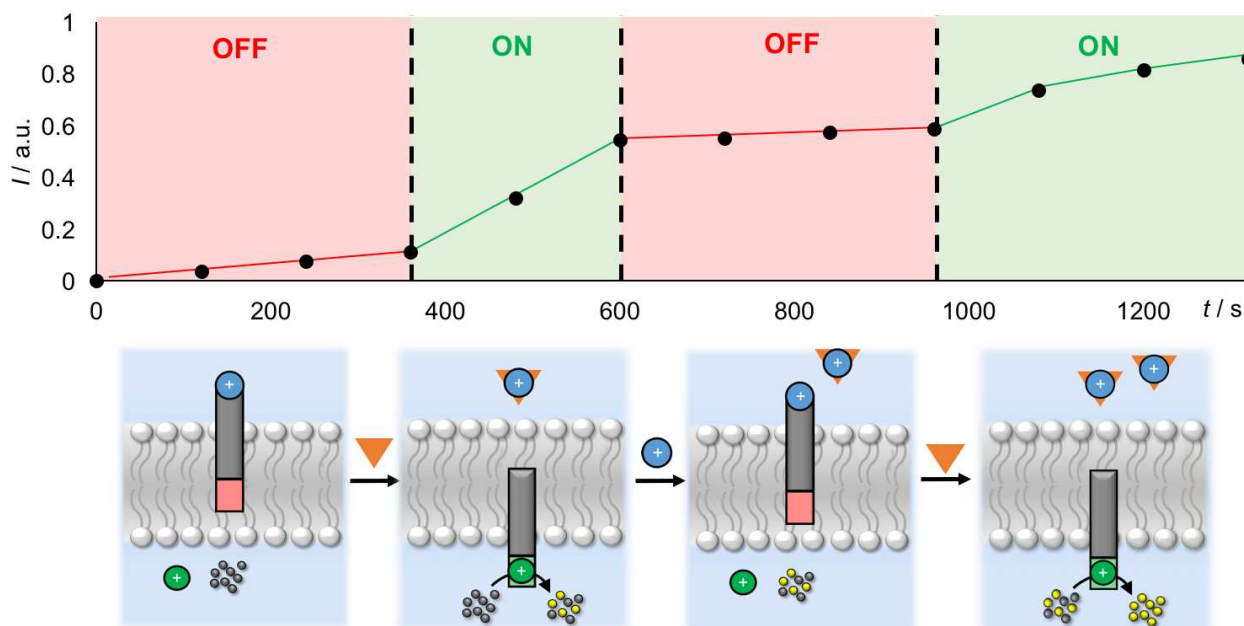 1
0.8
0.6
0.4
0.2
0
I / a.u.
OFF
ON
OFF
ON
0 200 400 600 800 1000 1200 t / s
+ + + + +
+ + + +